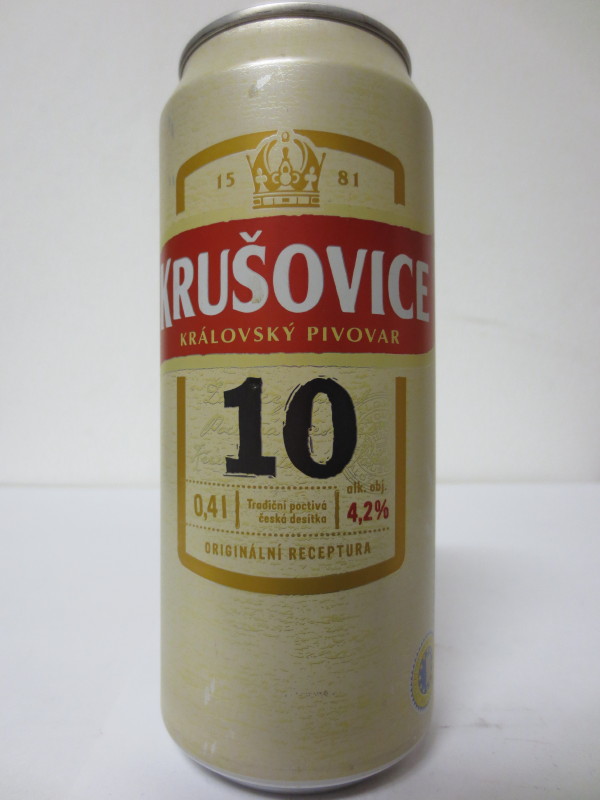 15 81
KRUŠOVICE
KRÁLOVSKÝ PIVOVAR
10
0,4l
Tradiční poctivá
česká desítka
alk. obj.
4,2%
ORIGINÁLNÍ RECEPTURA